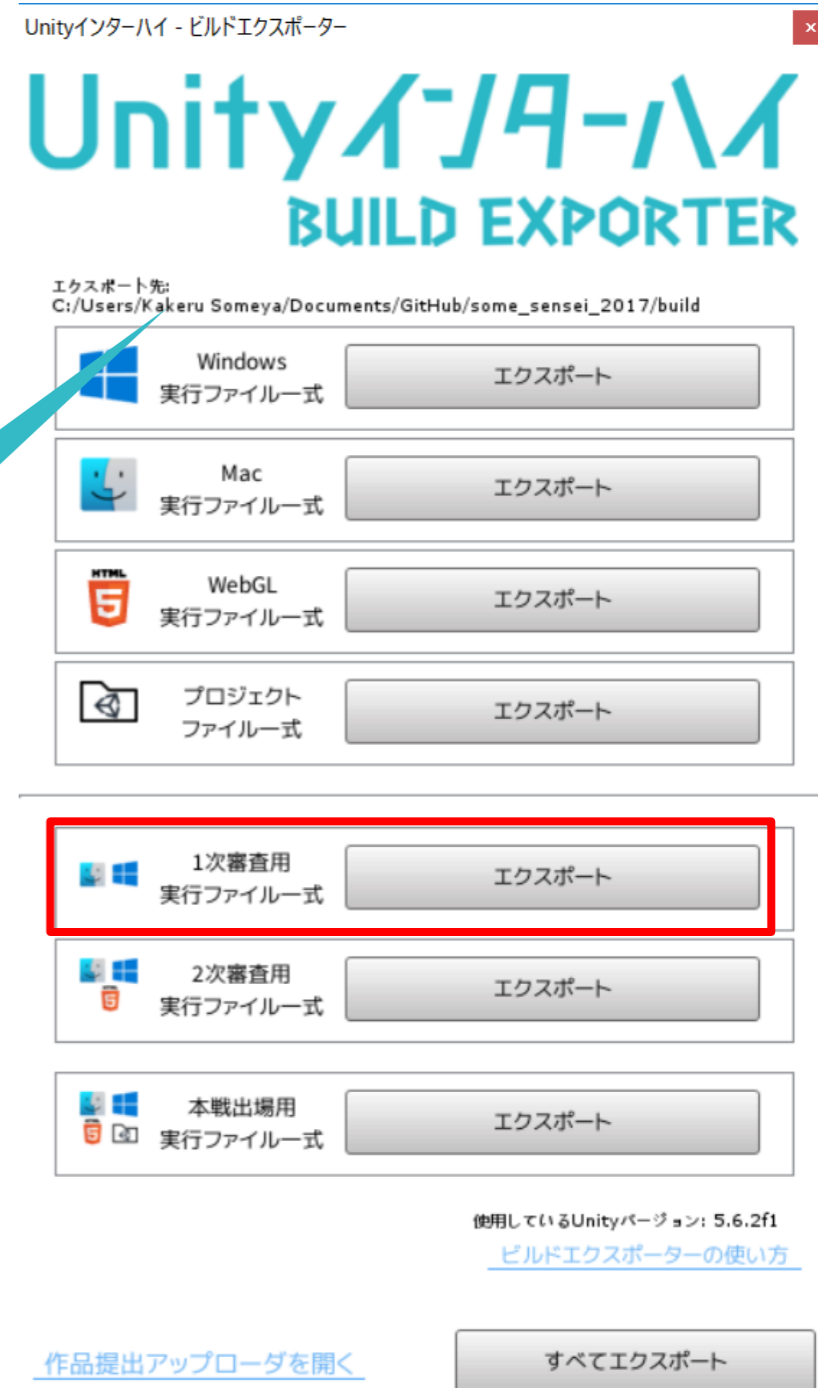 Unityインターハイ - ビルドエクスポーター
×
Unityインターハイ
BUILD EXPORTER
エクスポート先:
C:/Users/Kakeru Someya/Documents/GitHub/some_sensei_2017/build
Windows
実行ファイル一式
エクスポート
Mac
実行ファイル一式
エクスポート
HTML
5
WebGL
実行ファイル一式
エクスポート
プロジェクト
ファイル一式
エクスポート
1次審査用
実行ファイル一式
エクスポート
5
2次審査用
実行ファイル一式
エクスポート
5
本戦出場用
実行ファイル一式
エクスポート
使用しているUnityバージョン: 5.6.2f1
ビルドエクスポーターの使い方
作品提出アップローダを開く
すべてエクスポート